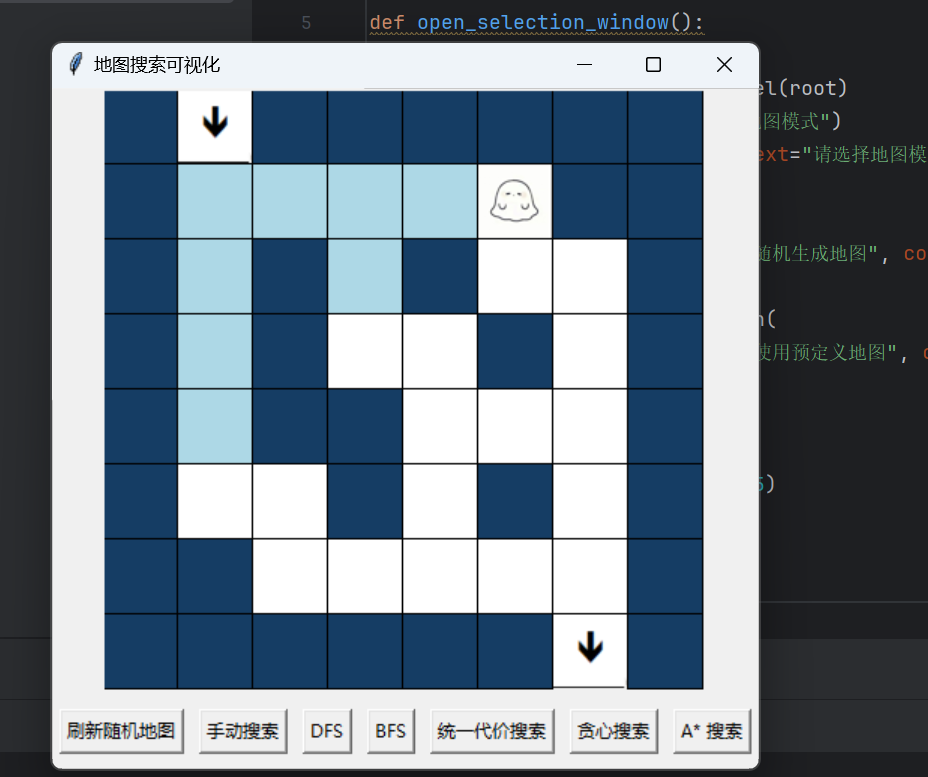 5 def open_selection_window():
地图搜索可视化
el(root)
图模式")
ext="请选择地图模
随机生成地图", co
n(
使用预定义地图", c
5)
刷新随机地图 手动搜索 DFS BFS 统一代价搜索 贪心搜索 A* 搜索